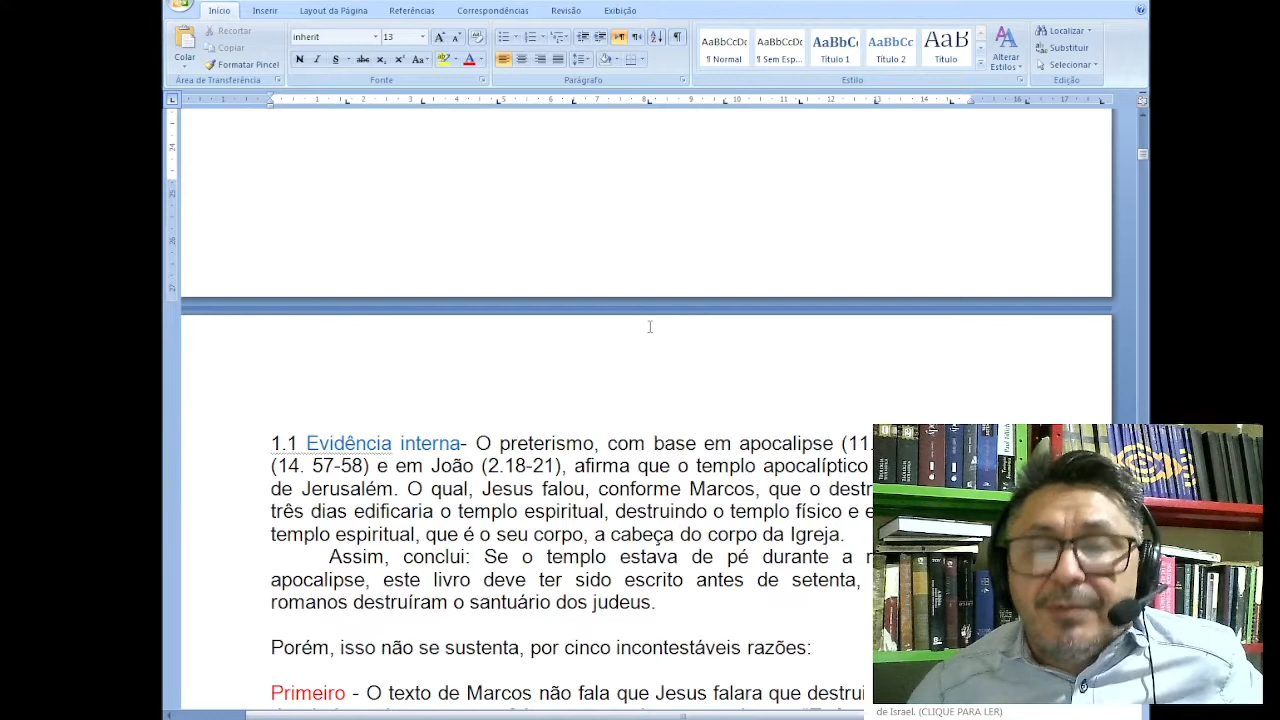 Início Inserir Layout da Página Referências Correspondências Revisão Exibição
Colar
Recortar
Copiar
Formatar Pincel
Área de Transferência
inherit 13
Fonte
Parágrafo
AaBbCcDc AaBbCcDc AaBbC AaBbCc AaB
¶ Normal ¶ Sem Esp... Título 1 Título 2 Título
Alterar
Estilos
Estilo
Localizar
Substituir
Selecionar
Edição
1.1 Evidência interna- O preterismo, com base em apocalipse (11.
(14. 57-58) e em João (2.18-21), afirma que o templo apocalíptico
de Jerusalém. O qual, Jesus falou, conforme Marcos, que o destr
três dias edificaria o templo espiritual, destruindo o templo físico e e
templo espiritual, que é o seu corpo, a cabeça do corpo da Igreja.
Assim, conclui: Se o templo estava de pé durante a
apocalipse, este livro deve ter sido escrito antes de setenta,
romanos destruíram o santuário dos judeus.
Porém, isso não se sustenta, por cinco incontestáveis razões:
Primeiro - O texto de Marcos não fala que Jesus falara que destrui
de Israel. (CLIQUE PARA LER)